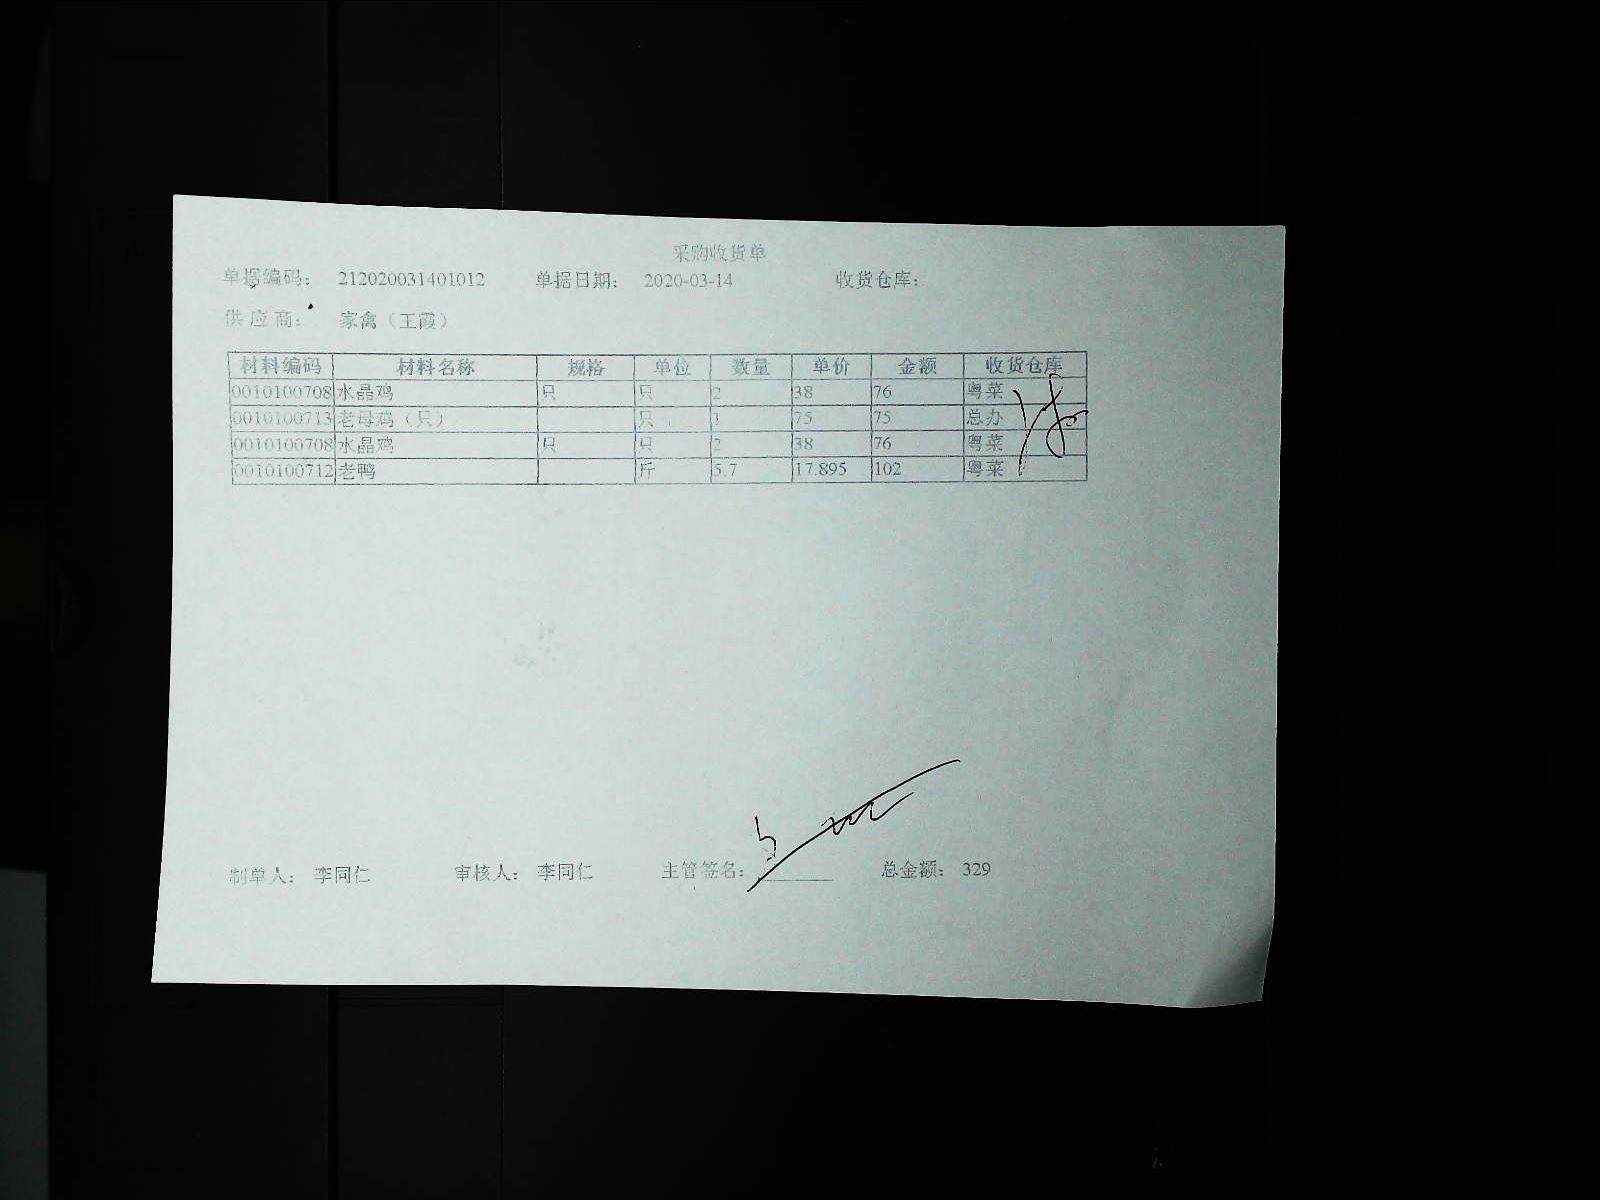 采购收货单
单据编码： 212020031401012 单据日期： 2020-03-14 收货仓库：
供应商： 家禽（王霞）
材料编码 材料名称 规格 单位 数量 单价 金额 收货仓库
0010100708 水晶鸡 只 只 2 38 76 粤菜
0010100713 老母鸡（只） 只 1 75 75 总办
0010100708 水晶鸡 只 只 2 38 76 粤菜
0010100712 老鸭 斤 5.7 17.895 102 粤菜
制单人： 李同仁 审核人： 李同仁 主管签名： 总金额： 329